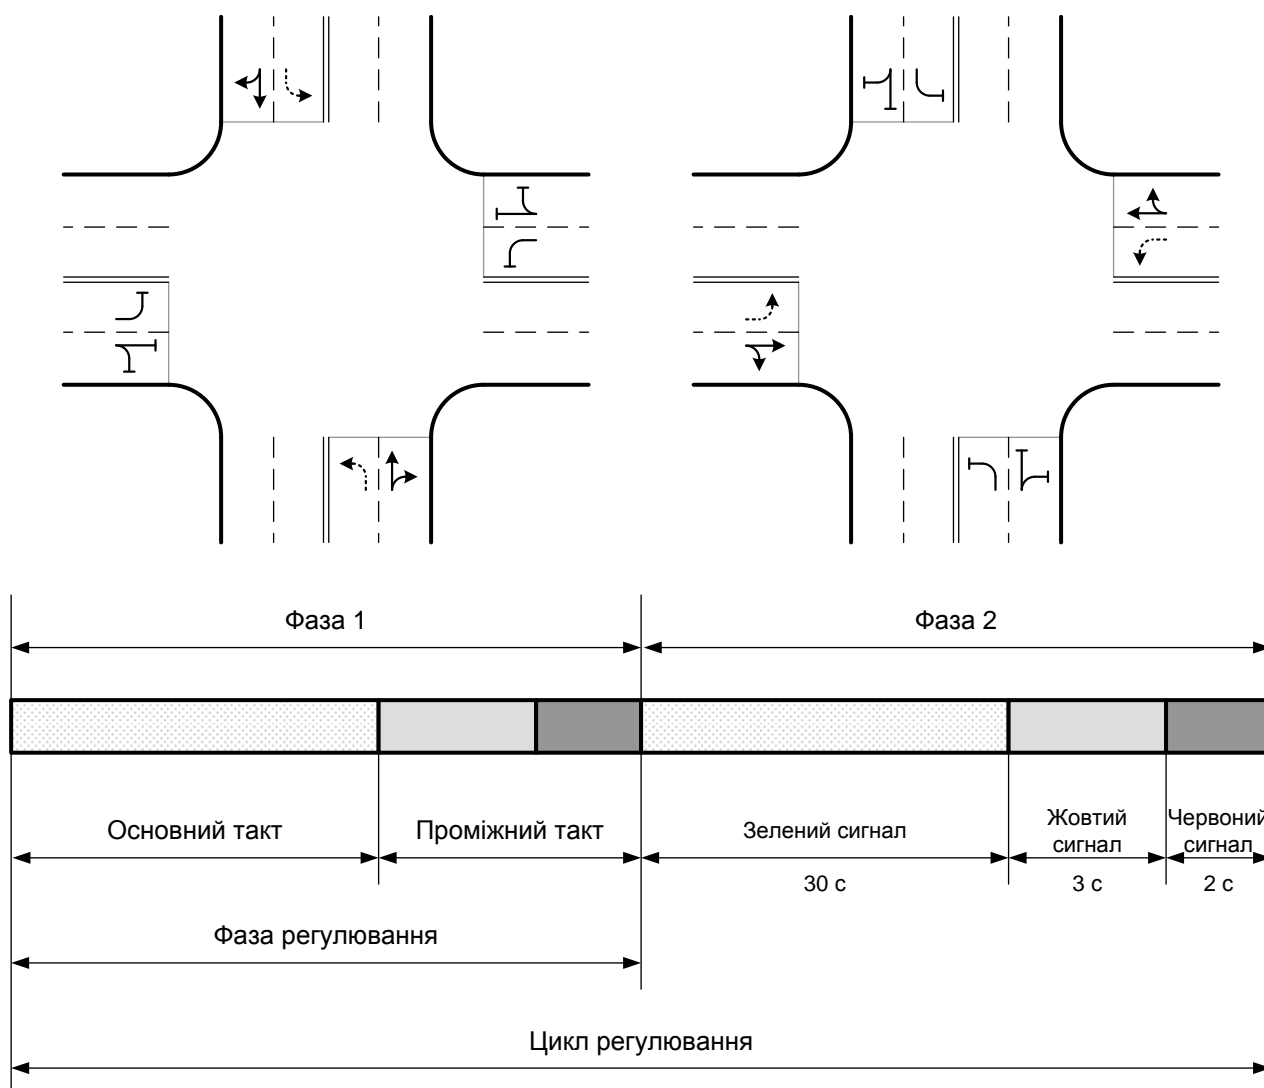 Фаза 1
Фаза 2
Основний такт
Проміжний такт
Зелений сигнал
Жовтий
сигнал
Червоний
сигнал
30 с
3 с
2 с
Фаза регулювання
Цикл регулювання